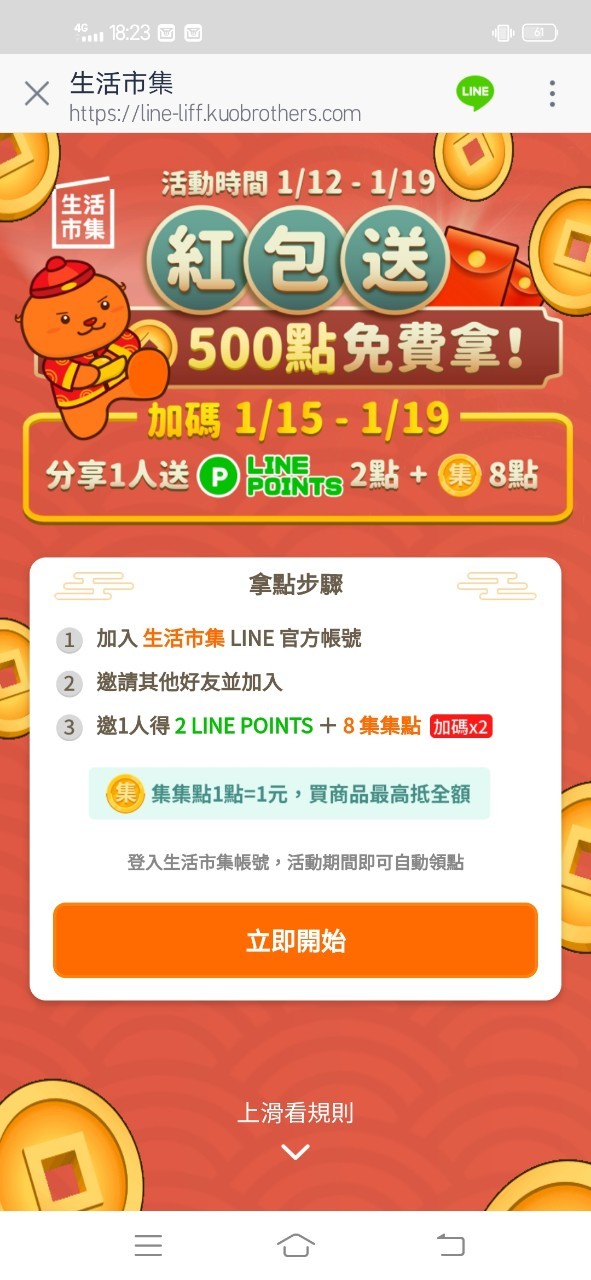 4G 18:23 61
生活市集
https://line-liff.kuobrothers.com
LINE
活動時間 1/12 - 1/19
生活
市集
紅包送
500點免費拿!
加碼 1/15 - 1/19
分享1人送 P LINE POINTS 2點 + 集 8點
拿點步驟
1 加入 生活市集 LINE 官方帳號
2 邀請其他好友並加入
3 邀1人得 2 LINE POINTS + 8 集集點 加碼x2
集 集集點1點=1元，買商品最高抵全額
登入生活市集帳號，活動期間即可自動領點
立即開始
上滑看規則